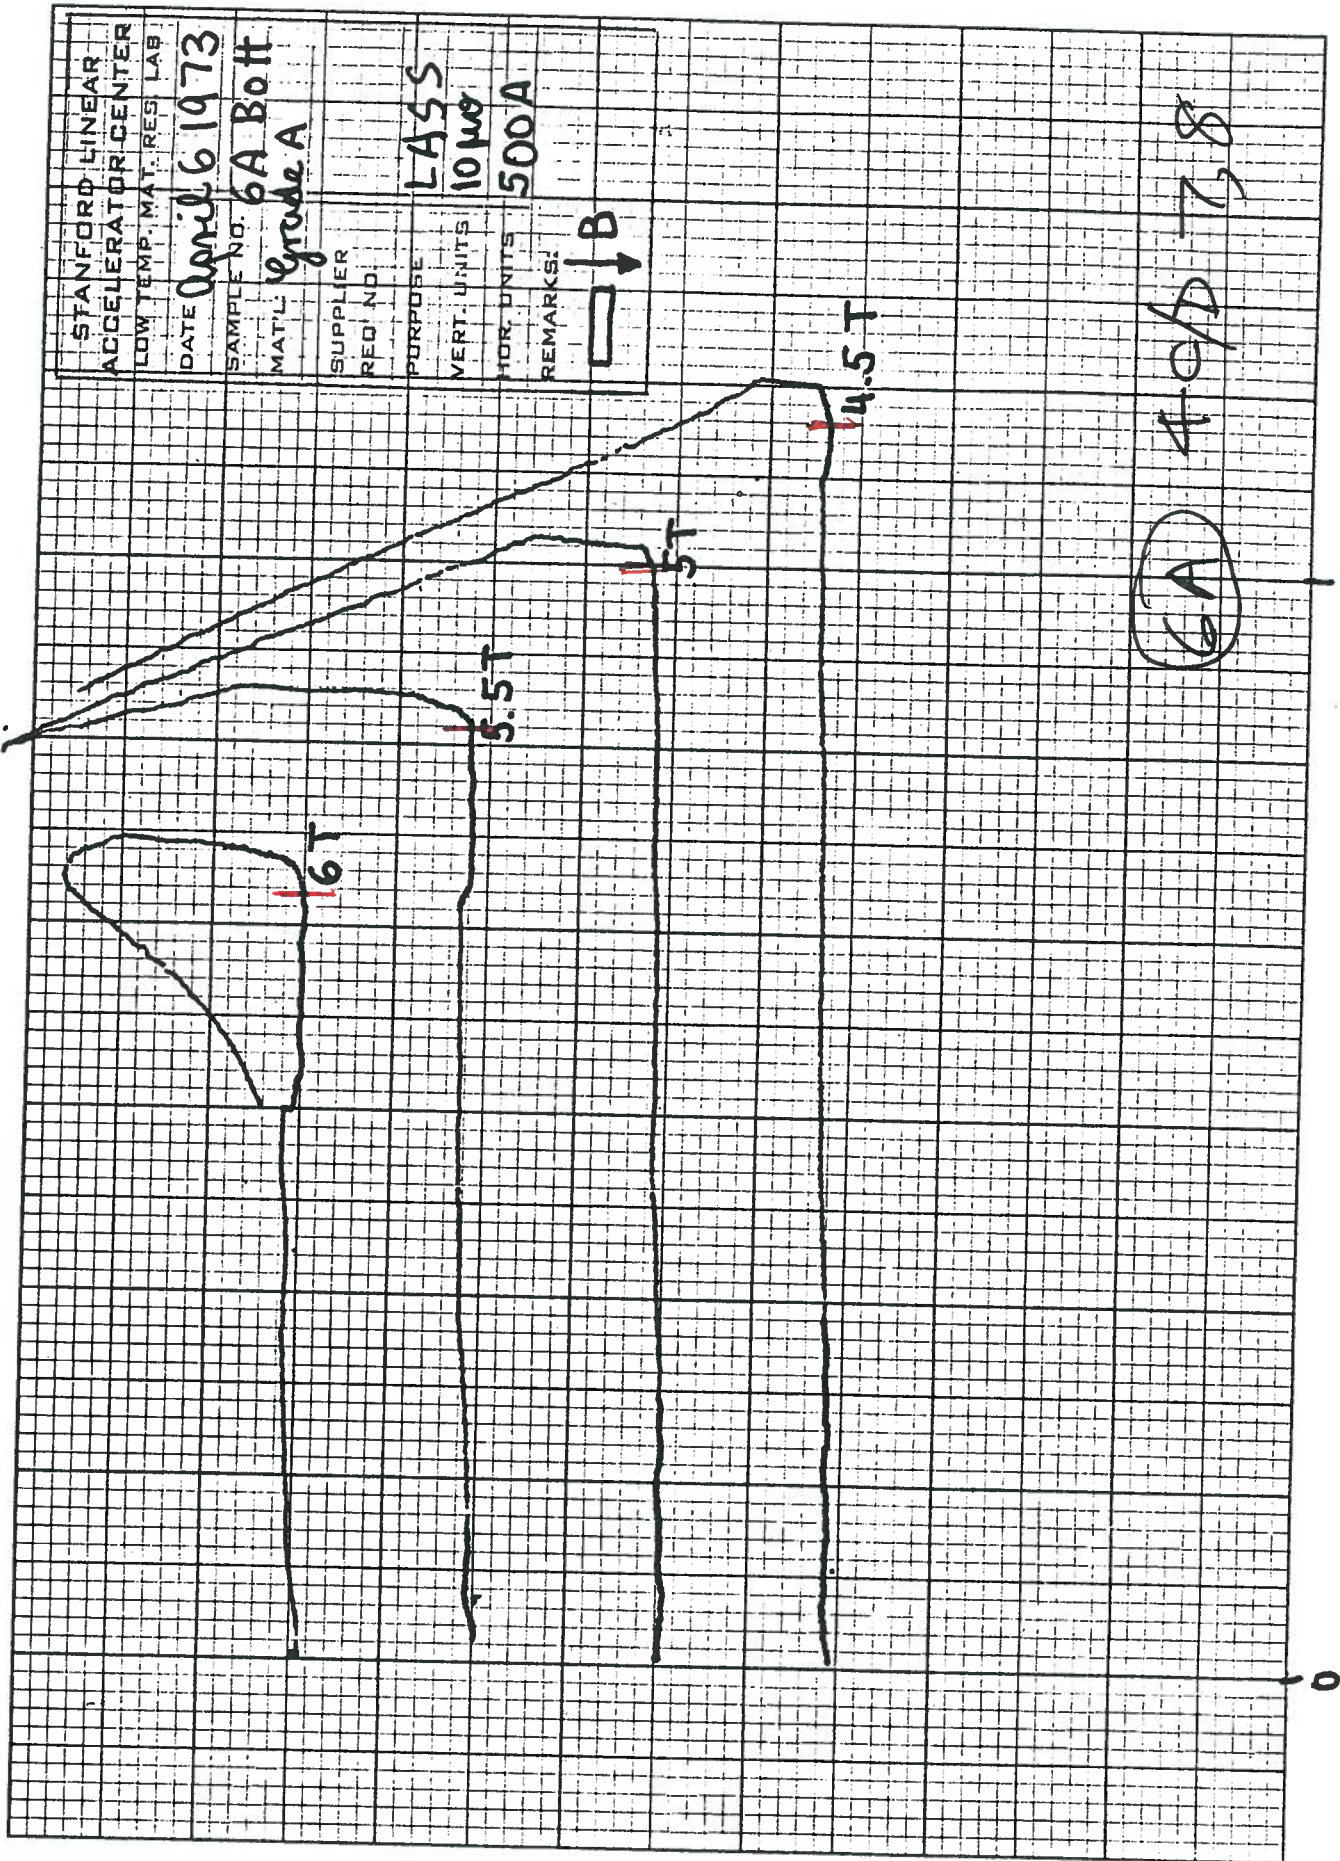 STANFORD LINEAR
ACCELERATOR CENTER
LOW TEMP. MAT. RES. LAB
DATE April 6 1973
SAMPLE NO. 6A Bott
MAT'L. Grade A
SUPPLIER
REQ NO.
PURPOSE LASS
VERT. UNITS 10 μv
HOR. UNITS 500A
REMARKS:
B
6T
5.5T
5T
4.5T
6A
4-C/D-7,8
0